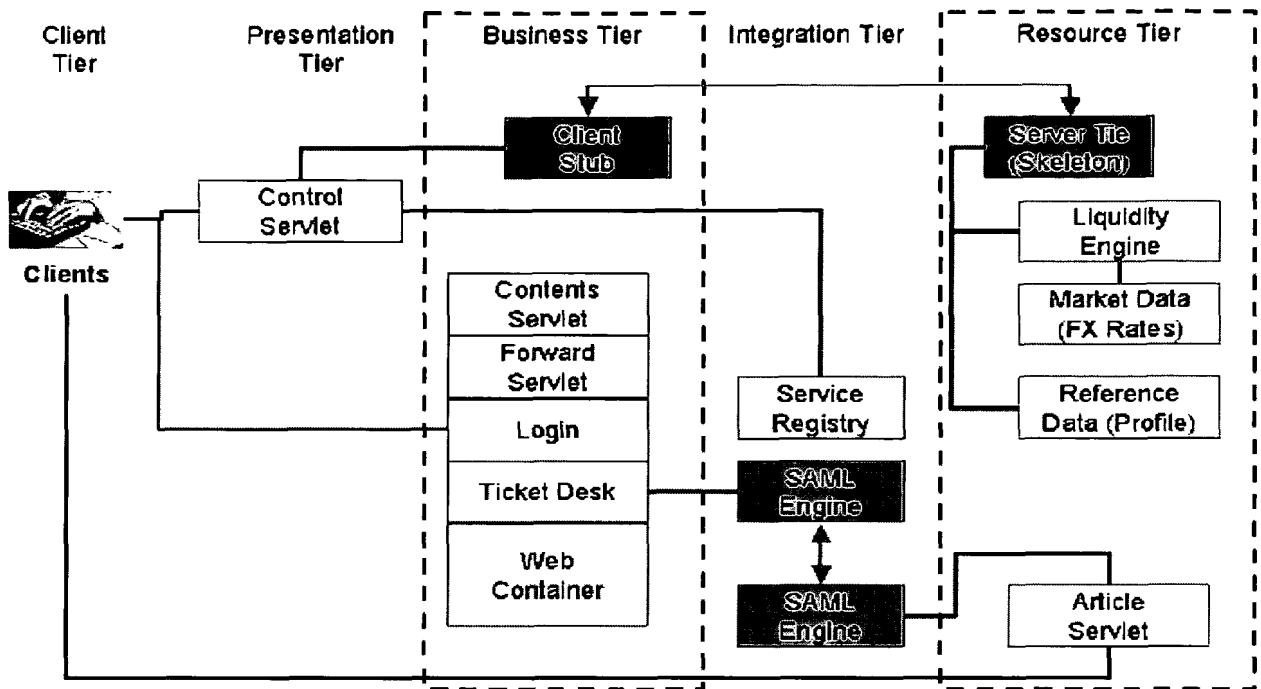 Client
Tier
Presentation
Tier
Business Tier
Integration Tier
Resource Tier
Client
Stub
Server Tie
(Skeleton)
Control
Servlet
Clients
Liquidity
Engine
Market Data
(FX Rates)
Contents
Servlet
Forward
Servlet
Login
Ticket Desk
Web
Container
Service
Registry
Reference
Data (Profile)
SAML
Engine
SAML
Engine
Article
Servlet